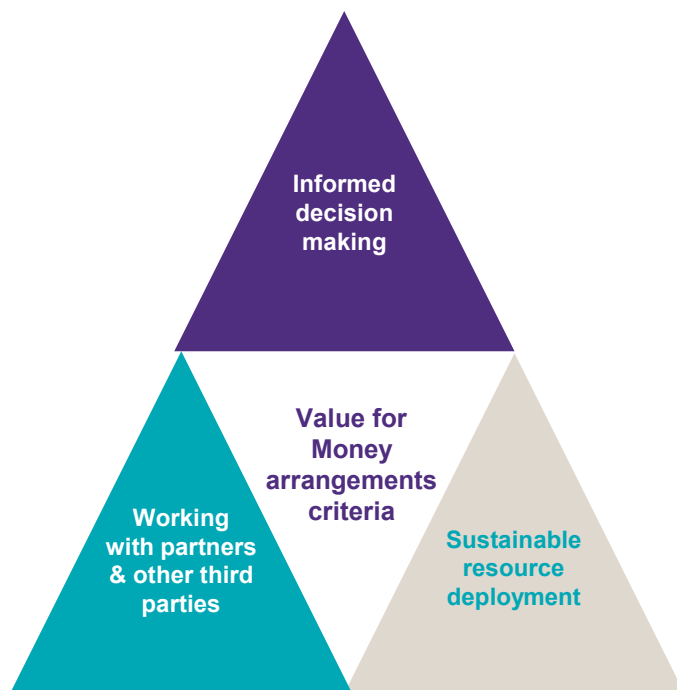 Informed
decision
making
Value for
Money
arrangements
criteria
Working
with partners
& other third
parties
Sustainable
resource
deployment